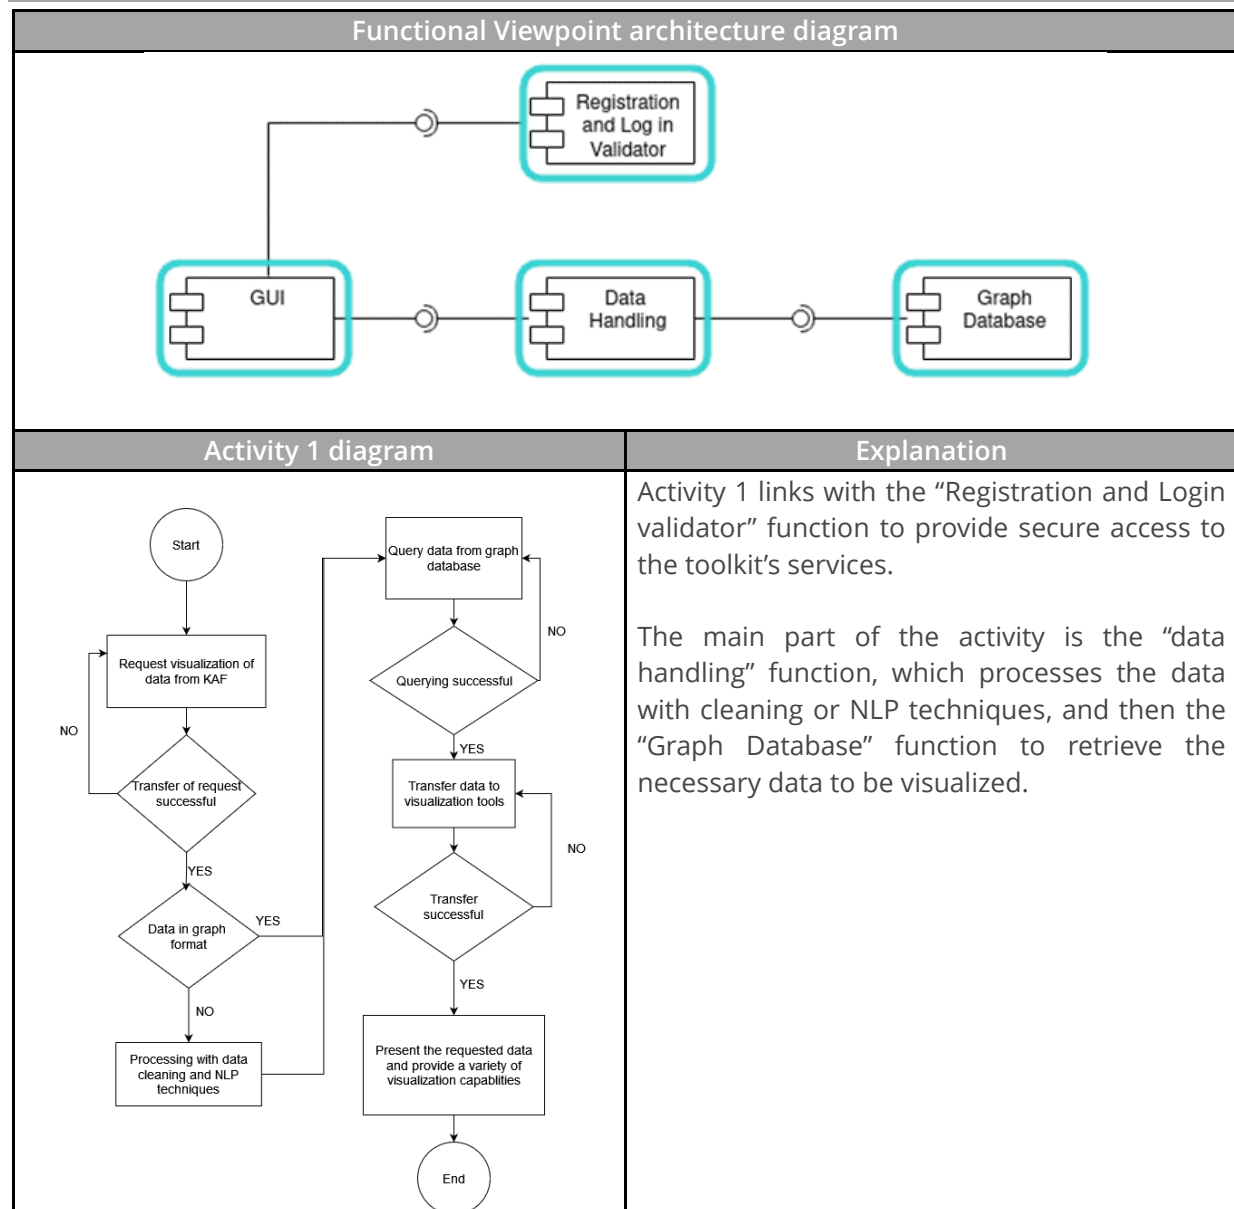 Functional Viewpoint architecture diagram
Registration
and Log in
Validator
GUI
Data
Handling
Graph
Database
Activity 1 diagram
Start
Request visualization of
data from KAF
NO
Transfer of request
successful
YES
Data in graph
format
YES
NO
Processing with data
cleaning and NLP
techniques
Query data from graph
database
NO
Querying successful
YES
Transfer data to
visualization tools
NO
Transfer
successful
YES
Present the requested data
and provide a variety of
visualization capablities
End
Explanation
Activity 1 links with the “Registration and Login
validator” function to provide secure access to
the toolkit’s services.
The main part of the activity is the “data
handling” function, which processes the data
with cleaning or NLP techniques, and then the
“Graph Database” function to retrieve the
necessary data to be visualized.